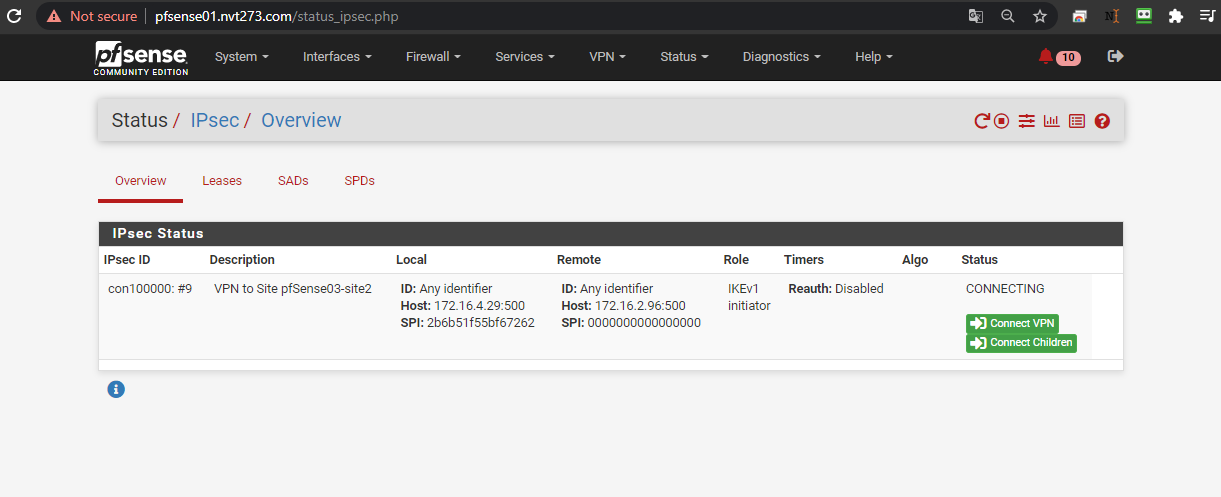 Not secure pfsense01.nvt273.com/status_ipsec.php
pfsense COMMUNITY EDITION System Interfaces Firewall Services VPN Status Diagnostics Help 10
Status / IPsec / Overview
Overview Leases SADs SPDs
IPsec Status
IPsec ID Description Local Remote Role Timers Algo Status
con100000: #9 VPN to Site pfSense03-site2 ID: Any identifier ID: Any identifier IKEv1 Reauth: Disabled CONNECTING
Host: 172.16.4.29:500 Host: 172.16.2.96:500 initiator
SPI: 2b6b51f55bf67262 SPI: 0000000000000000
Connect VPN
Connect Children